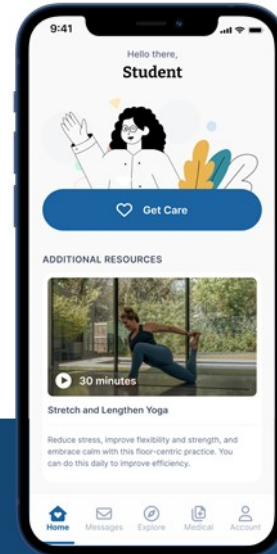 9:41
Hello there,
Student
Get Care
ADDITIONAL RESOURCES
30 minutes
Stretch and Lengthen Yoga
Reduce stress, improve flexibility and strength, and
embrace calm with this floor-centric practice. You
can do this daily to improve efficiency.
Home Messages Explore Medical Account